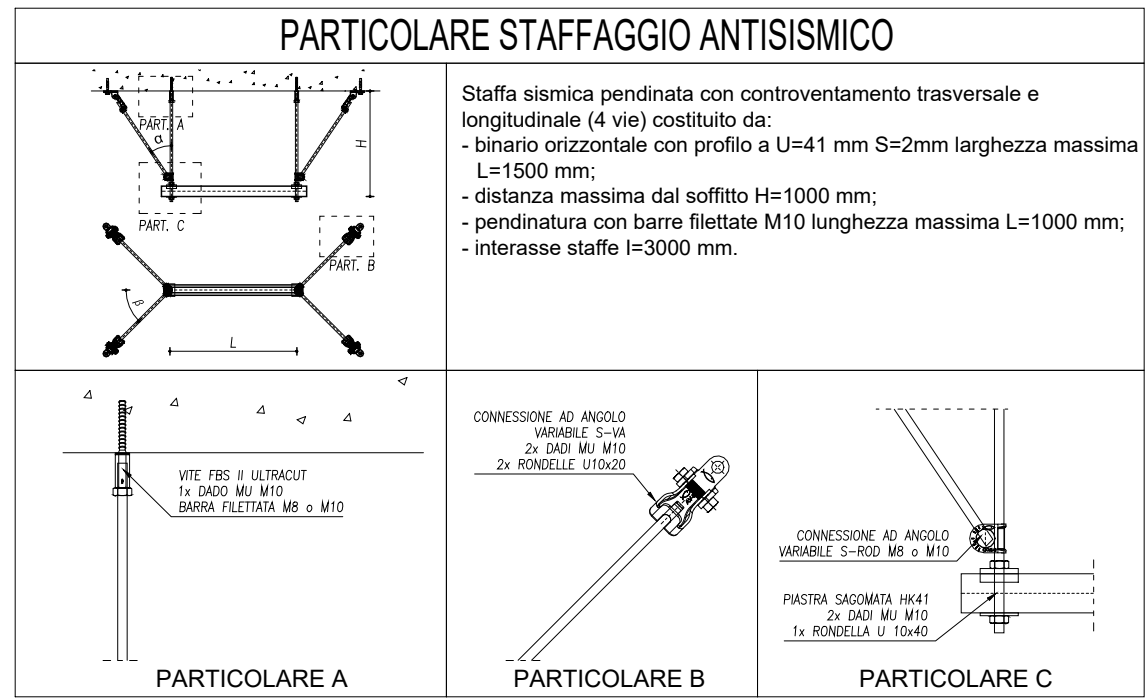 PARTICOLARE STAFFAGGIO ANTISISMICO
PART. A
α
H
PART. C
PART. B
β
L
Staffa sismica pendinata con controventamento trasversale e
longitudinale (4 vie) costituito da:
- binario orizzontale con profilo a U=41 mm S=2mm larghezza massima
L=1500 mm;
- distanza massima dal soffitto H=1000 mm;
- pendinatura con barre filettate M10 lunghezza massima L=1000 mm;
- interasse staffe I=3000 mm.
VITE FBS II ULTRACUT
1x DADO MU M10
BARRA FILETTATA M8 o M10
PARTICOLARE A
CONNESSIONE AD ANGOLO
VARIABILE S-VA
2x DADI MU M10
2x RONDELLE U10x20
PARTICOLARE B
CONNESSIONE AD ANGOLO
VARIABILE S-ROD M8 o M10
PIASTRA SAGOMATA HK41
2x DADI MU M10
1x RONDELLA U 10x40
PARTICOLARE C